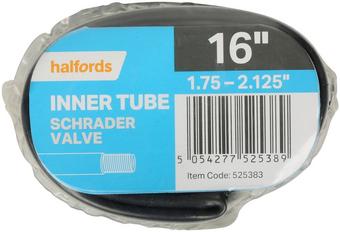 halfords
16"
1.75 – 2.125"
INNER TUBE
SCHRADER
VALVE
5 054277 525389
Item Code: 525383